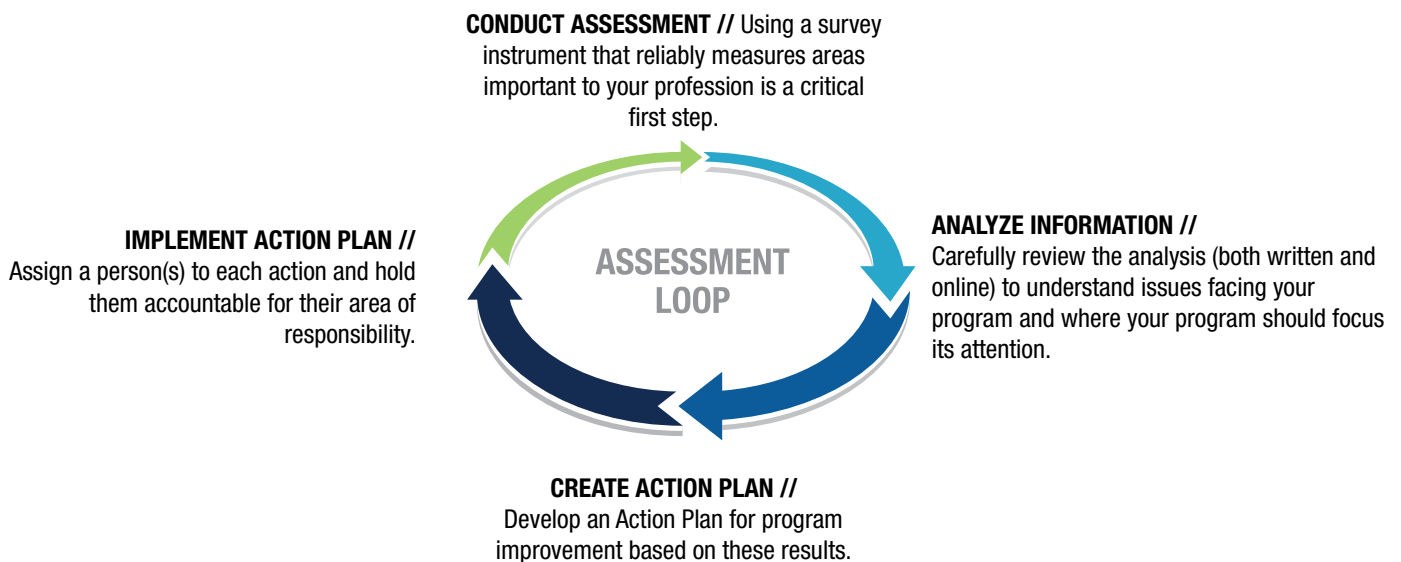 CONDUCT ASSESSMENT // Using a survey
instrument that reliably measures areas
important to your profession is a critical
first step.
ANALYZE INFORMATION //
Carefully review the analysis (both written and
online) to understand issues facing your
program and where your program should focus
its attention.
CREATE ACTION PLAN //
Develop an Action Plan for program
improvement based on these results.
IMPLEMENT ACTION PLAN //
Assign a person(s) to each action and hold
them accountable for their area of
responsibility.
ASSESSMENT
LOOP